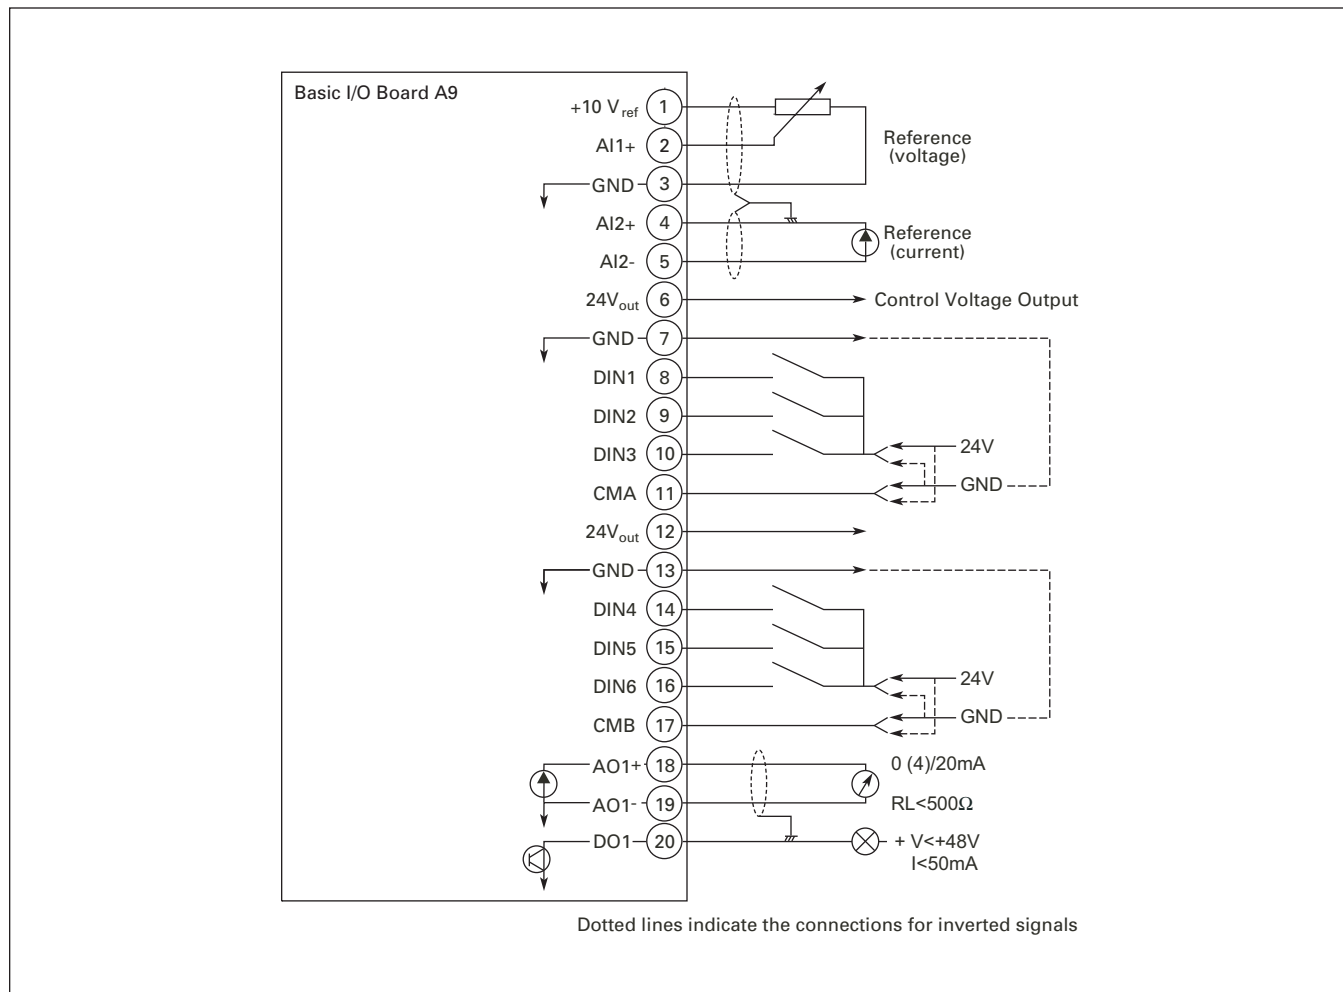 Basic I/O Board A9
+10 Vref 1
AI1+ 2
Reference
(voltage)
GND 3
AI2+ 4
Reference
(current)
AI2- 5
24Vout 6 Control Voltage Output
GND 7
DIN1 8
DIN2 9
DIN3 10
24V
CMA 11
GND
24Vout 12
GND 13
DIN4 14
DIN5 15
DIN6 16
24V
CMB 17
GND
AO1+ 18
0 (4)/20mA
AO1- 19
RL<500Ω
DO1 20
+ V<+48V
I<50mA
Dotted lines indicate the connections for inverted signals